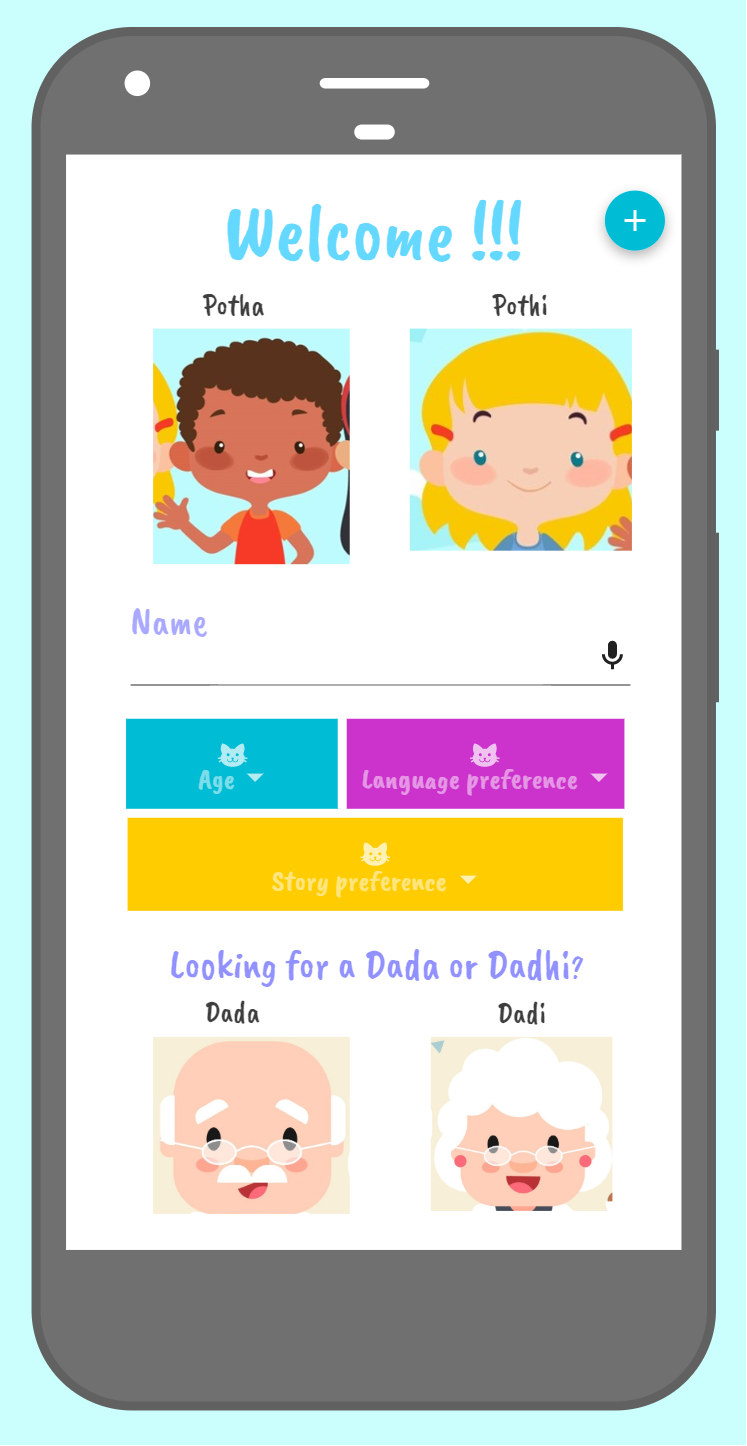 Welcome !!!
Potha
Pothi
Name
Age
Language preference
Story preference
Looking for a Dada or Dadhi?
Dada
Dadi